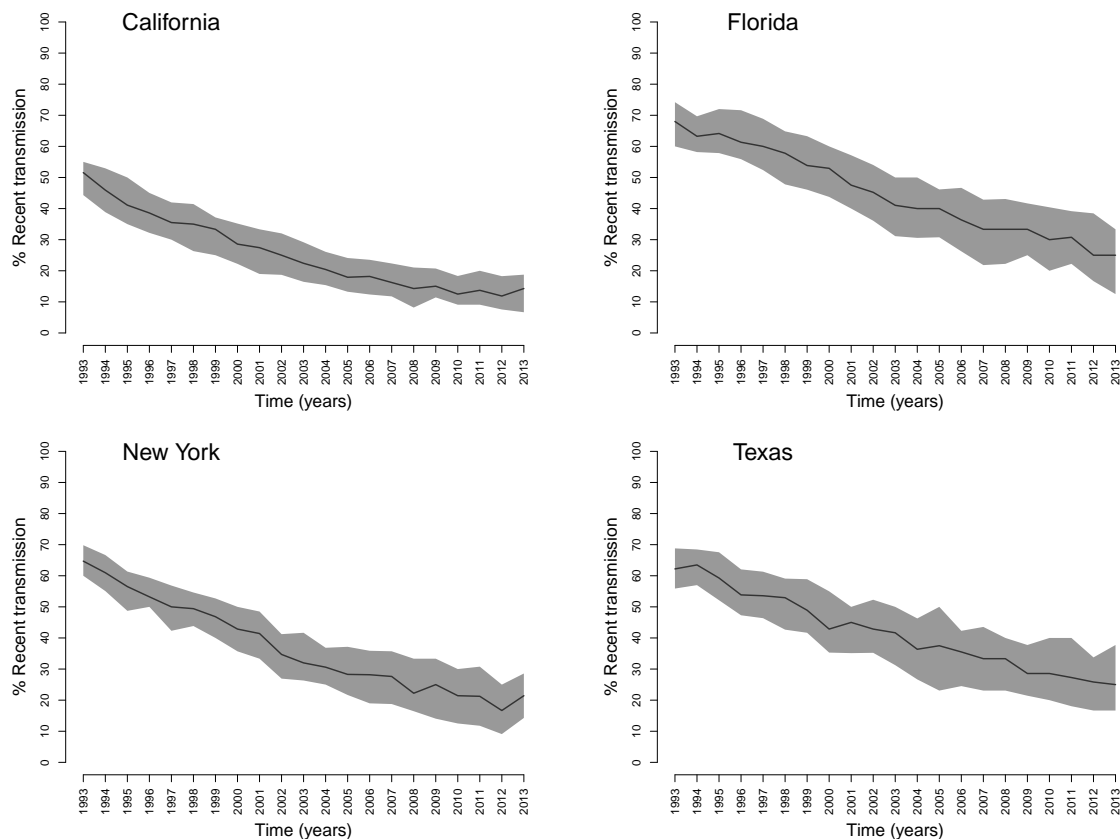 California
% Recent transmission
0 10 20 30 40 50 60 70 80 90 100
1993 1994 1995 1996 1997 1998 1999 2000 2001 2002 2003 2004 2005 2006 2007 2008 2009 2010 2011 2012 2013
Time (years)
Florida
% Recent transmission
0 10 20 30 40 50 60 70 80 90 100
1993 1994 1995 1996 1997 1998 1999 2000 2001 2002 2003 2004 2005 2006 2007 2008 2009 2010 2011 2012 2013
Time (years)
New York
% Recent transmission
0 10 20 30 40 50 60 70 80 90 100
1993 1994 1995 1996 1997 1998 1999 2000 2001 2002 2003 2004 2005 2006 2007 2008 2009 2010 2011 2012 2013
Time (years)
Texas
% Recent transmission
0 10 20 30 40 50 60 70 80 90 100
1993 1994 1995 1996 1997 1998 1999 2000 2001 2002 2003 2004 2005 2006 2007 2008 2009 2010 2011 2012 2013
Time (years)